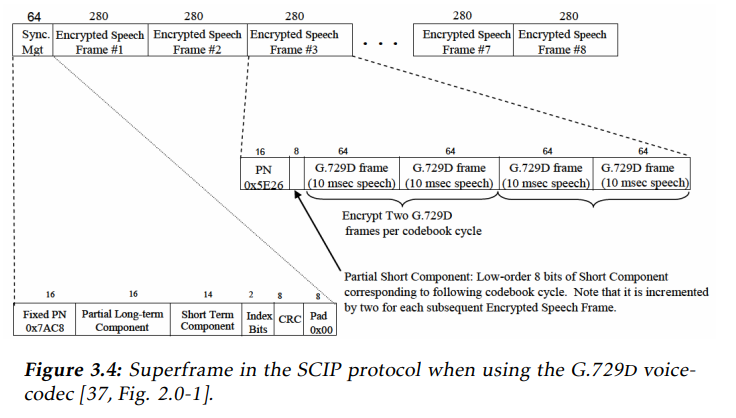 64 280 280 280 280 280
Sync. Encrypted Speech Encrypted Speech Encrypted Speech Encrypted Speech Encrypted Speech
Mgt Frame #1 Frame #2 Frame #3 . . . Frame #7 Frame #8
16 8 64 64 64 64
PN G.729D frame G.729D frame G.729D frame G.729D frame
0x5E26 (10 msec speech) (10 msec speech) (10 msec speech) (10 msec speech)
Encrypt Two G.729D
frames per codebook cycle
Partial Short Component: Low-order 8 bits of Short Component
corresponding to following codebook cycle. Note that it is incremented
by two for each subsequent Encrypted Speech Frame.
16 16 14 2 8 8
Fixed PN Partial Long-term Short Term Index CRC Pad
0x7AC8 Component Component Bits 0x00
Figure 3.4: Superframe in the SCIP protocol when using the G.729D voice-
codec [37, Fig. 2.0-1].